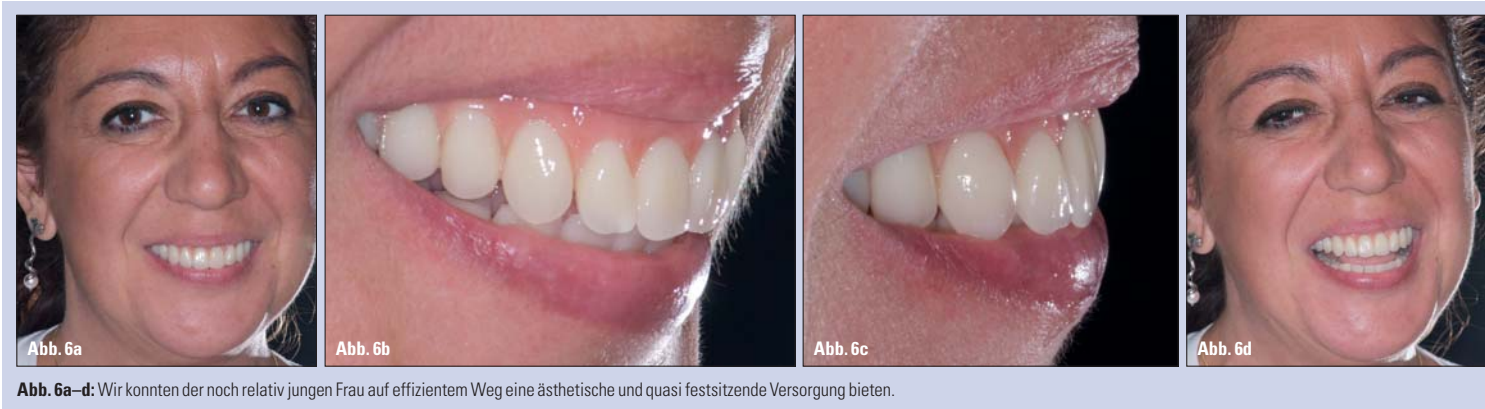 Abb. 6a
Abb. 6b
Abb. 6c
Abb. 6d
Abb. 6a–d: Wir konnten der noch relativ jungen Frau auf effizientem Weg eine ästhetische und quasi festsitzende Versorgung bieten.